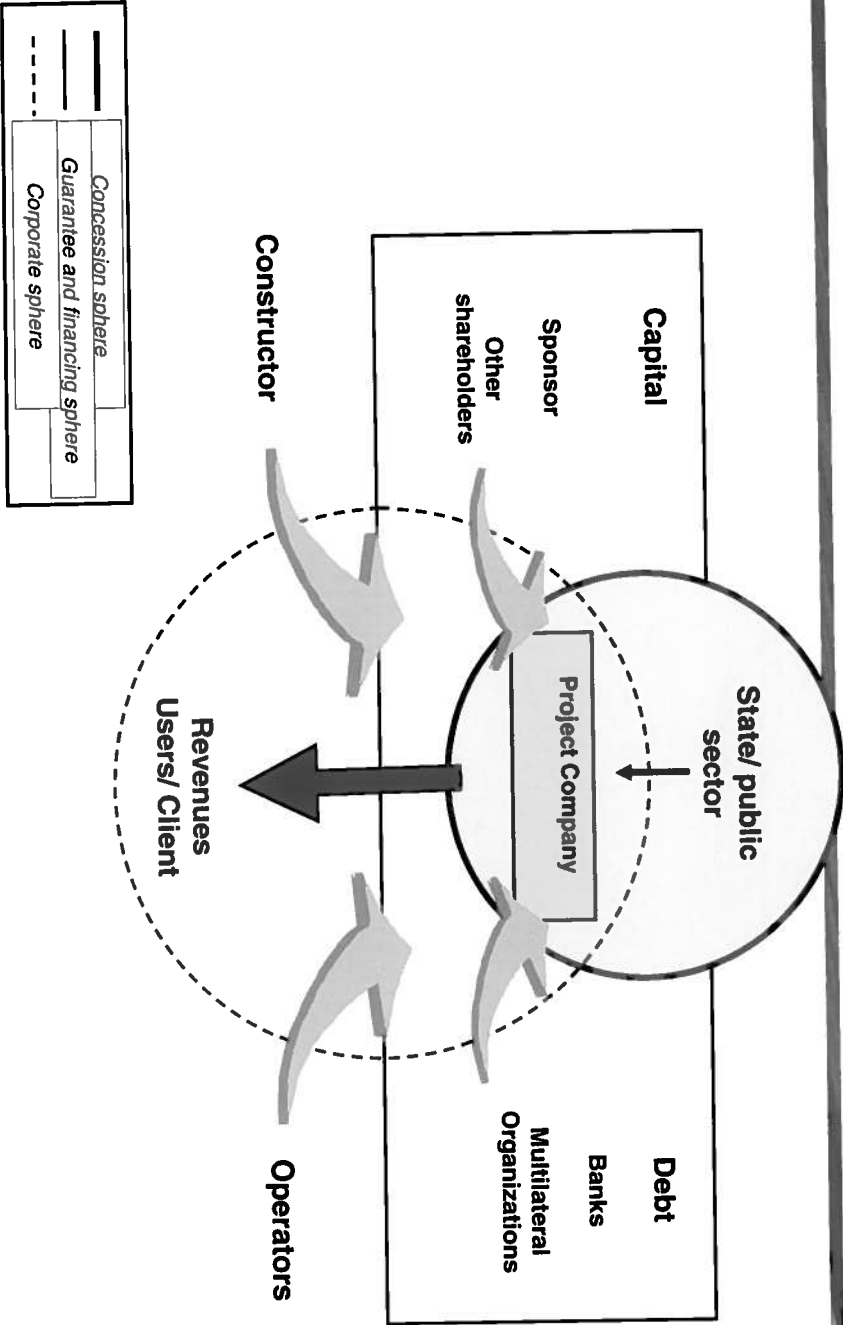 State/ public
sector
Capital
Debt
Project Company
Sponsor
Banks
Other
shareholders
Multilateral
Organizations
Constructor
Operators
Revenues
Users/ Client
Concession sphere
Guarantee and financing sphere
Corporate sphere